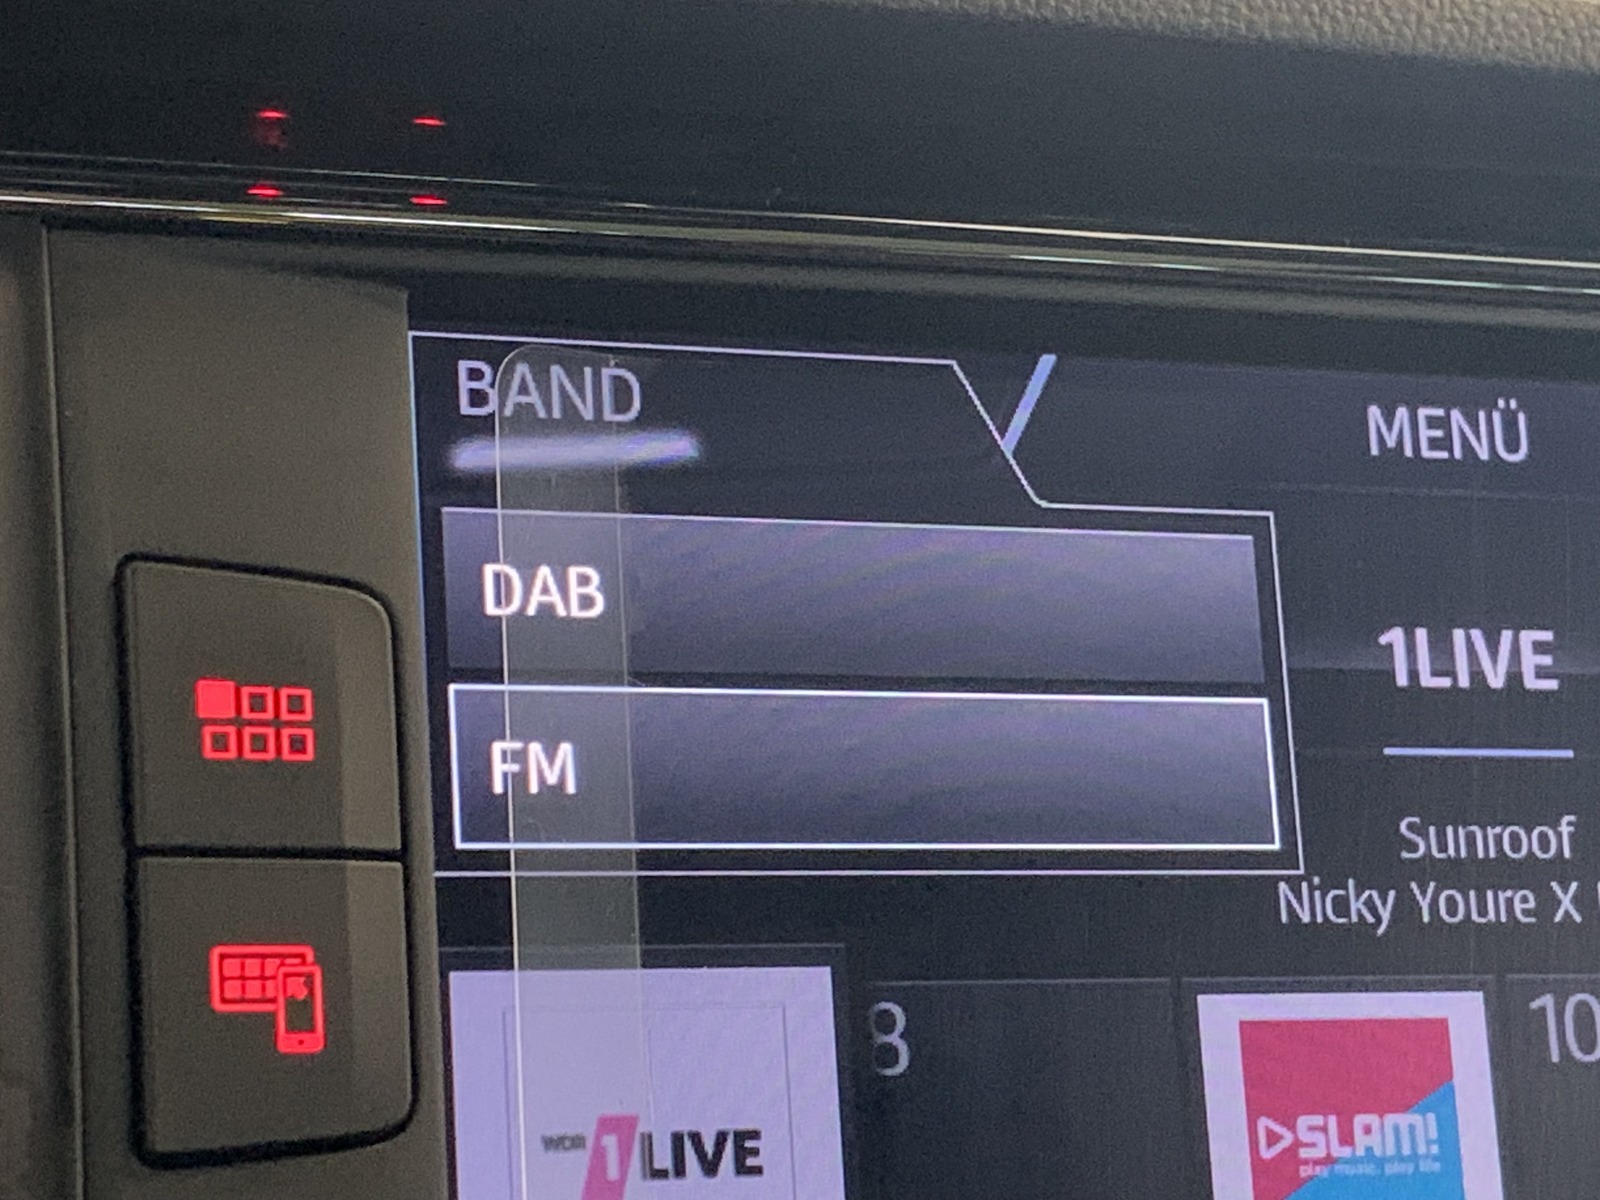 BAND
MENÜ
DAB
1LIVE
FM
Sunroof
Nicky Youre X
8
10
WDR 1LIVE
SLAM!
play music. play life